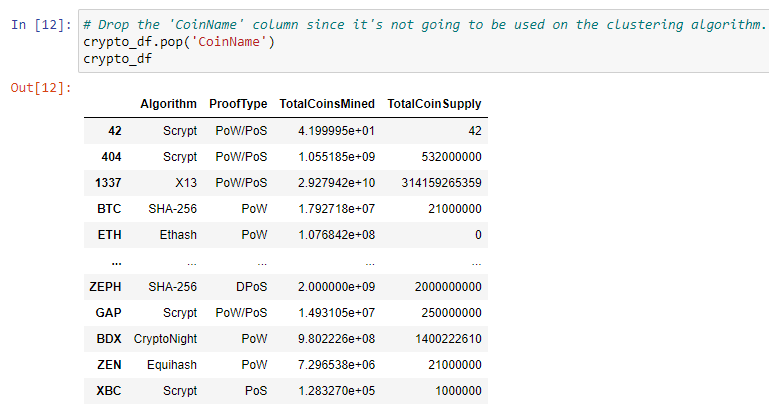 In [12]: # Drop the 'CoinName' column since it's not going to be used on the clustering algorithm.
crypto_df.pop('CoinName')
crypto_df
Out[12]:
Algorithm ProofType TotalCoinsMined TotalCoinSupply
42 Scrypt PoW/PoS 4.199995e+01 42
404 Scrypt PoW/PoS 1.055185e+09 532000000
1337 X13 PoW/PoS 2.927942e+10 314159265359
BTC SHA-256 PoW 1.792718e+07 21000000
ETH Ethash PoW 1.076842e+08 0
... ... ... ... ...
ZEPH SHA-256 DPoS 2.000000e+09 2000000000
GAP Scrypt PoW/PoS 1.493105e+07 250000000
BDX CryptoNight PoW 9.802226e+08 1400222610
ZEN Equihash PoW 7.296538e+06 21000000
XBC Scrypt PoS 1.283270e+05 1000000